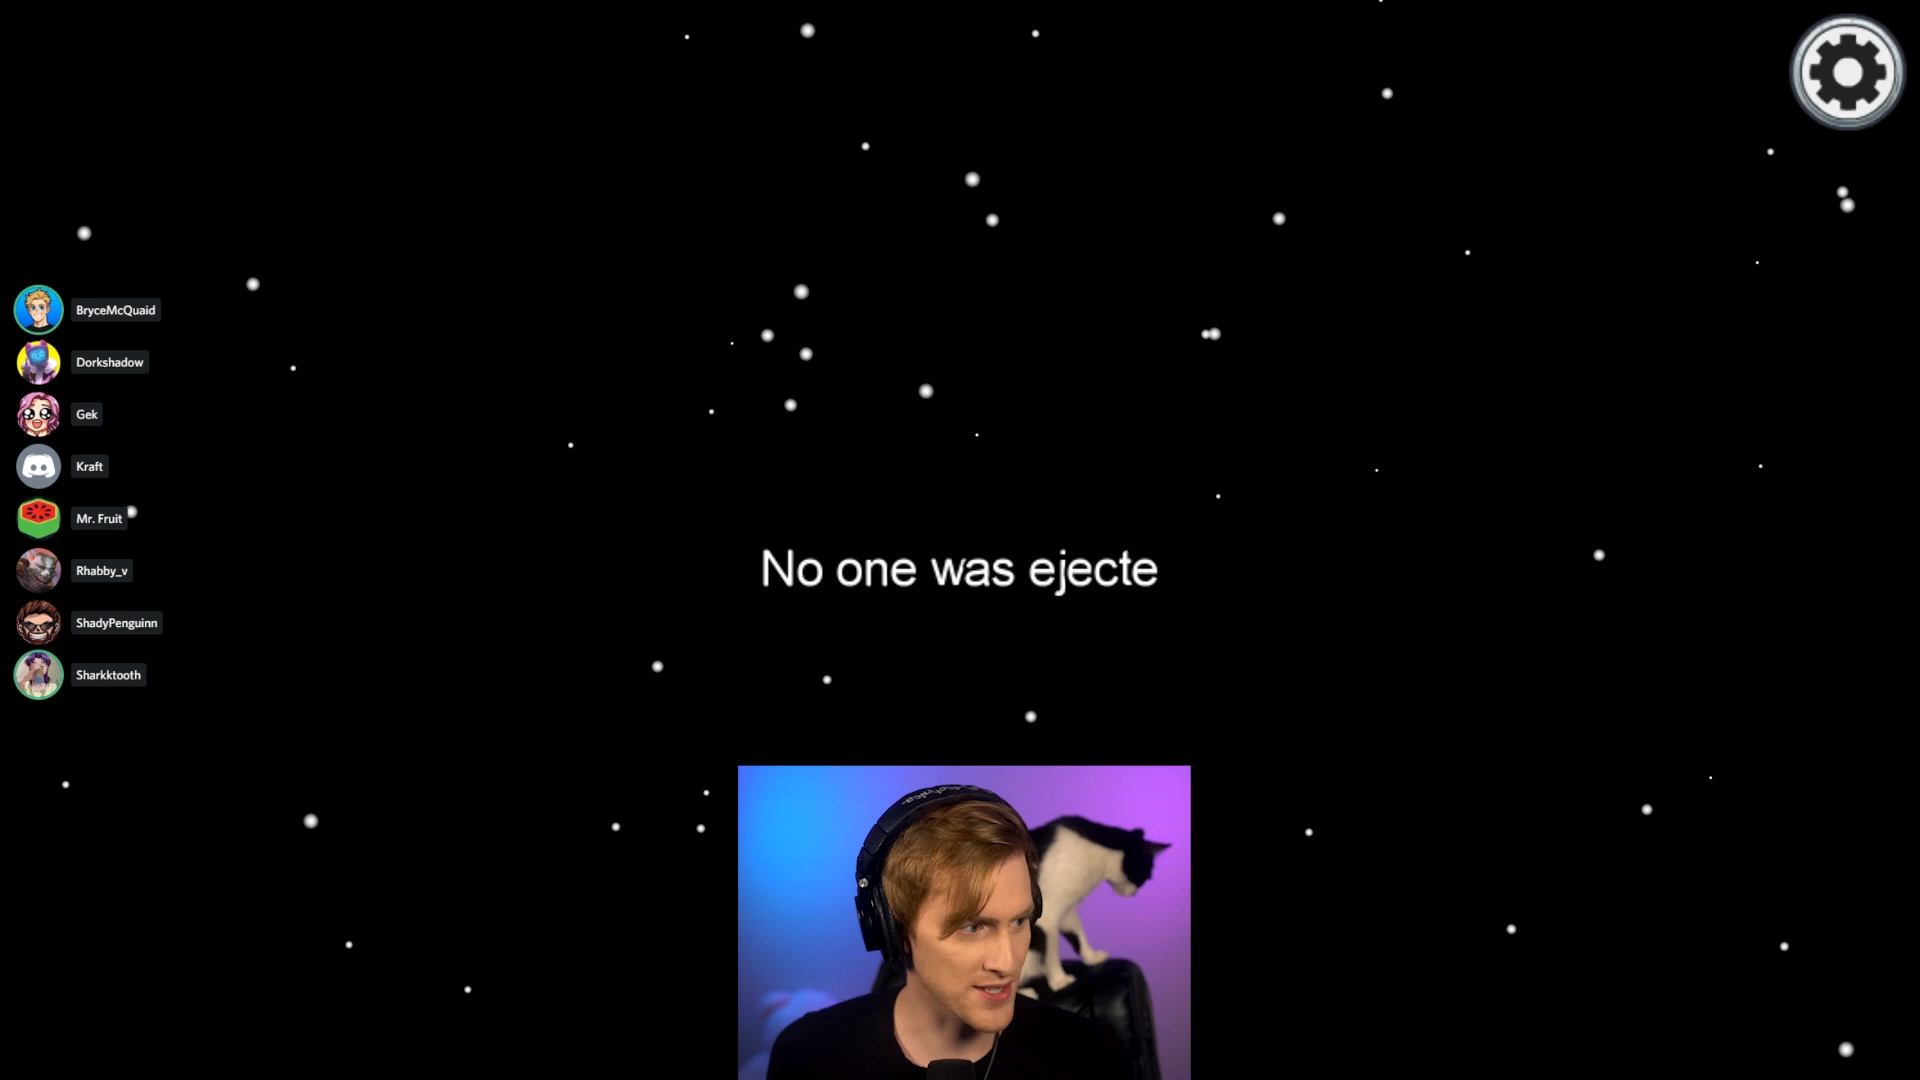 BryceMcQuaid
Dorkshadow
Gek
Kraft
Mr. Fruit
Rhabby_v
No one was ejecte
ShadyPenguinn
Sharkktooth